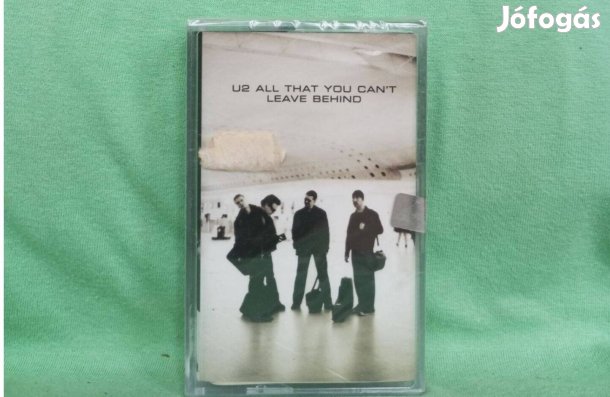 Jófogás
U2 ALL THAT YOU CAN'T
LEAVE BEHIND